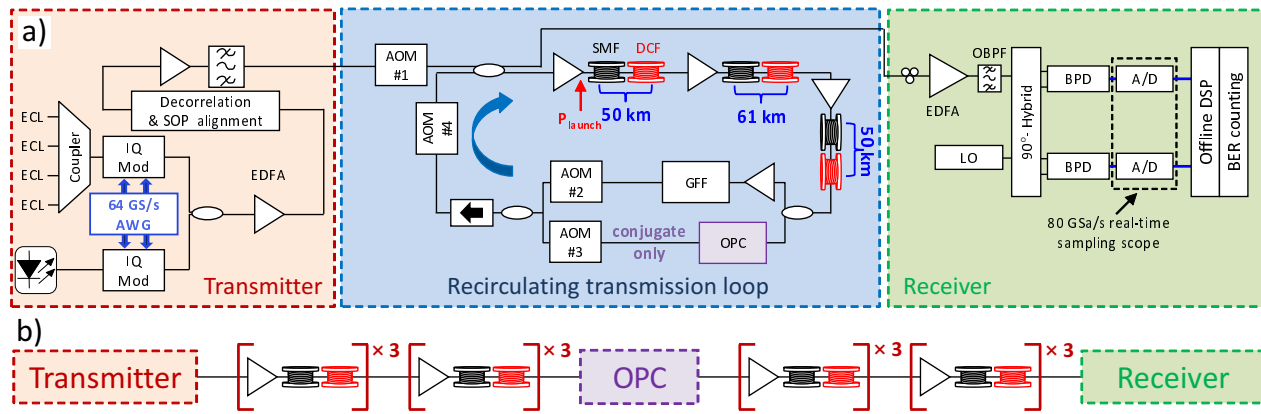 a)
ECL
ECL
ECL
ECL
Coupler
IQ
Mod
64 GS/s
AWG
IQ
Mod
Decorrelation
& SOP alignment
EDFA
Transmitter
AOM
#1
AOM
#4
SMF
DCF
P launch
50 km
61 km
50 km
AOM
#2
GFF
AOM
#3
conjugate
only
OPC
Recirculating transmission loop
EDFA
OBPF
LO
90°- Hybrid
BPD
A/D
BPD
A/D
Offline DSP
BER counting
80 GSa/s real-time
sampling scope
Receiver
b)
Transmitter
× 3
× 3
OPC
× 3
× 3
Receiver